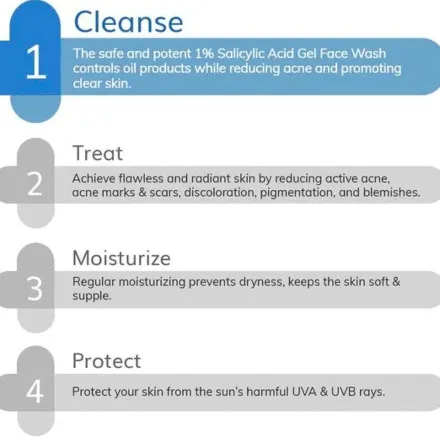 Cleanse
1
The safe and potent 1% Salicylic Acid Gel Face Wash
controls oil products while reducing acne and promoting
clear skin.
Treat
2
Achieve flawless and radiant skin by reducing active acne,
acne marks & scars, discoloration, pigmentation, and blemishes.
Moisturize
3
Regular moisturizing prevents dryness, keeps the skin soft &
supple.
Protect
4
Protect your skin from the sun's harmful UVA & UVB rays.